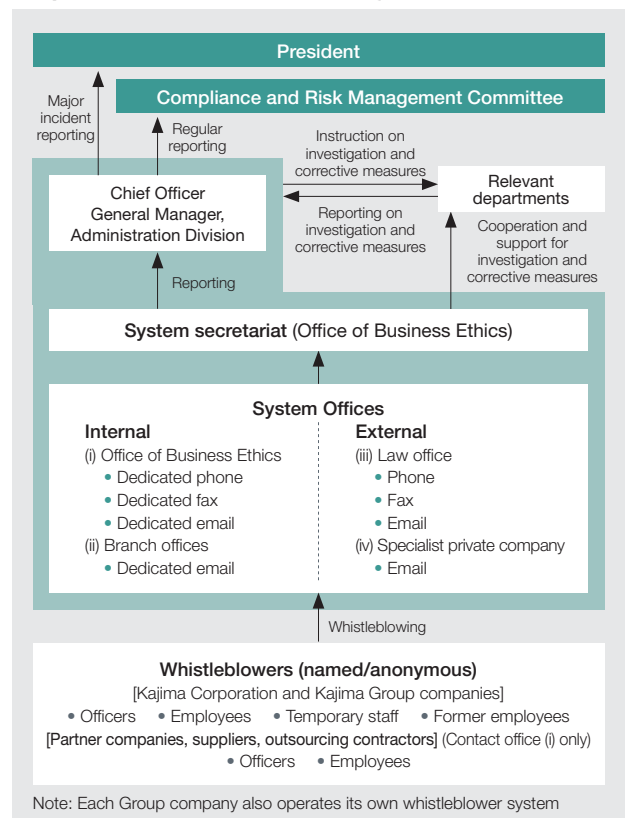 President
Compliance and Risk Management Committee
Major
incident
reporting
Regular
reporting
Instruction on
investigation and
corrective measures
Chief Officer
General Manager,
Administration Division
Relevant
departments
Reporting on
investigation and
corrective measures
Cooperation and
support for
investigation and
corrective measures
Reporting
System secretariat (Office of Business Ethics)
System Offices
Internal
(i) Office of Business Ethics
• Dedicated phone
• Dedicated fax
• Dedicated email
(ii) Branch offices
• Dedicated email
External
(iii) Law office
• Phone
• Fax
• Email
(iv) Specialist private company
• Email
Whistleblowing
Whistleblowers (named/anonymous)
[Kajima Corporation and Kajima Group companies]
• Officers • Employees • Temporary staff • Former employees
[Partner companies, suppliers, outsourcing contractors] (Contact office (i) only)
• Officers • Employees
Note: Each Group company also operates its own whistleblower system